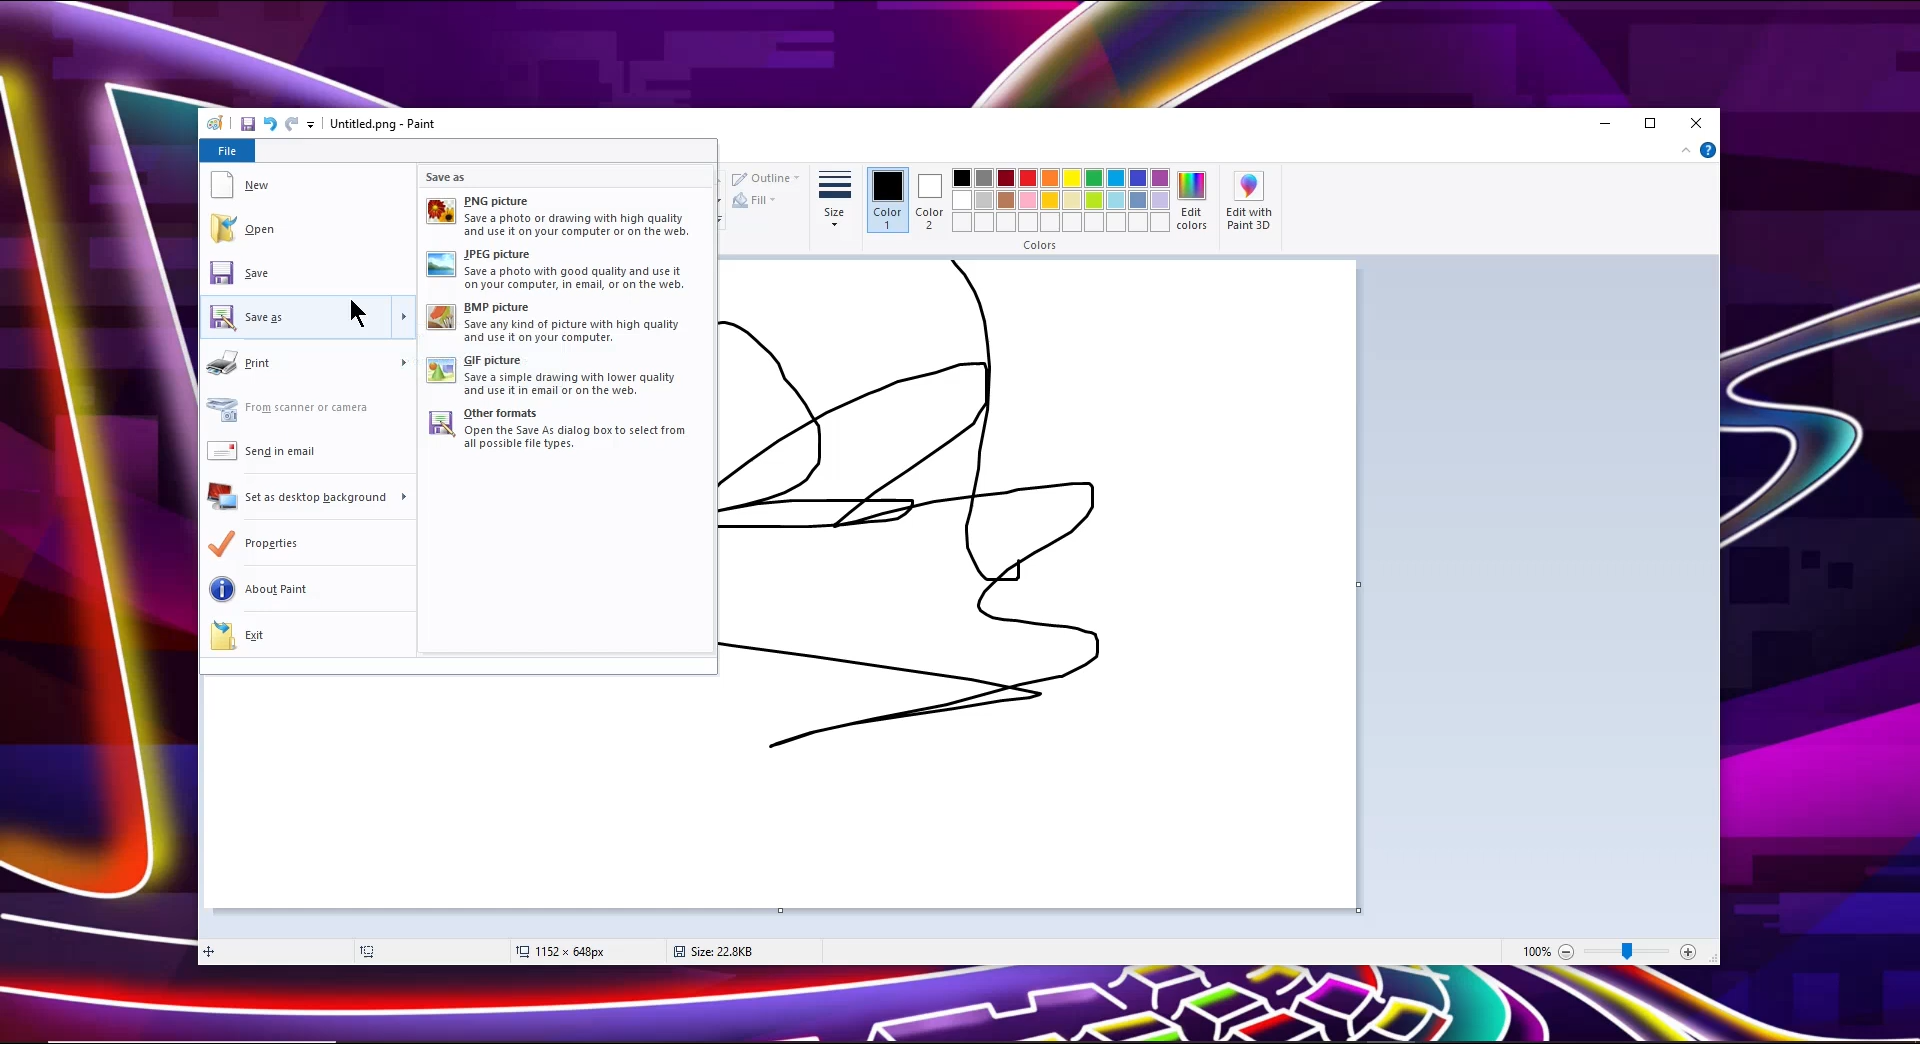 Untitled.png - Paint
File
New
Open
Save
Save as
Print
From scanner or camera
Send in email
Set as desktop background
Properties
About Paint
Exit
Save as
PNG picture
Save a photo or drawing with high quality
and use it on your computer or on the web.
JPEG picture
Save a photo with good quality and use it
on your computer, in email, or on the web.
BMP picture
Save any kind of picture with high quality
and use it on your computer.
GIF picture
Save a simple drawing with lower quality
and use it in email or on the web.
Other formats
Open the Save As dialog box to select from
all possible file types.
Outline
Fill
Size
Color
1
Color
2
Edit
colors
Edit with
Paint 3D
Colors
1152 × 648px
Size: 22.8KB
100%